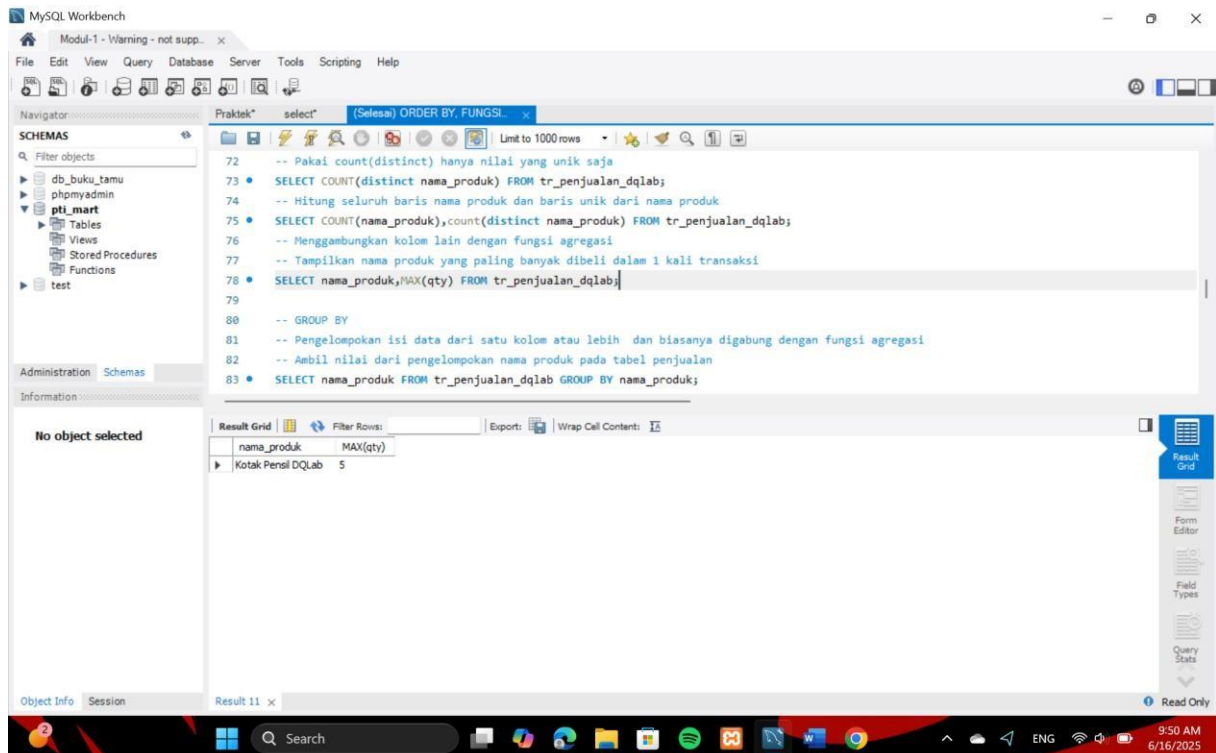 MySQL Workbench
Modul-1 - Warning - not supp..
File Edit View Query Database Server Tools Scripting Help
Navigator
SCHEMAS
Filter objects
db_buku_tamu
phpmyadmin
pti_mart
Tables
Views
Stored Procedures
Functions
test
Administration Schemas
Information
No object selected
Object Info Session
Praktek* select* (Selesai) ORDER BY, FUNGSI...
Limit to 1000 rows
72 -- Pakai count(distinct) hanya nilai yang unik saja
73 SELECT COUNT(distinct nama_produk) FROM tr_penjualan_dqlab;
74 -- Hitung seluruh baris nama produk dan baris unik dari nama produk
75 SELECT COUNT(nama_produk),count(distinct nama_produk) FROM tr_penjualan_dqlab;
76 -- Menggambungkan kolom lain dengan fungsi agregasi
77 -- Tampilkan nama produk yang paling banyak dibeli dalam 1 kali transaksi
78 SELECT nama_produk,MAX(qty) FROM tr_penjualan_dqlab;
79
80 -- GROUP BY
81 -- Pengelompokan isi data dari satu kolom atau lebih dan biasanya digabung dengan fungsi agregasi
82 -- Ambil nilai dari pengelompokan nama produk pada tabel penjualan
83 SELECT nama_produk FROM tr_penjualan_dqlab GROUP BY nama_produk;
Result Grid Filter Rows: Export: Wrap Cell Content:
nama_produk MAX(qty)
Kotak Pensil DQLab 5
Result
Grid
Form
Editor
Field
Types
Query
Stats
Result 11
Read Only
2
Search
ENG
9:50 AM
6/16/2025